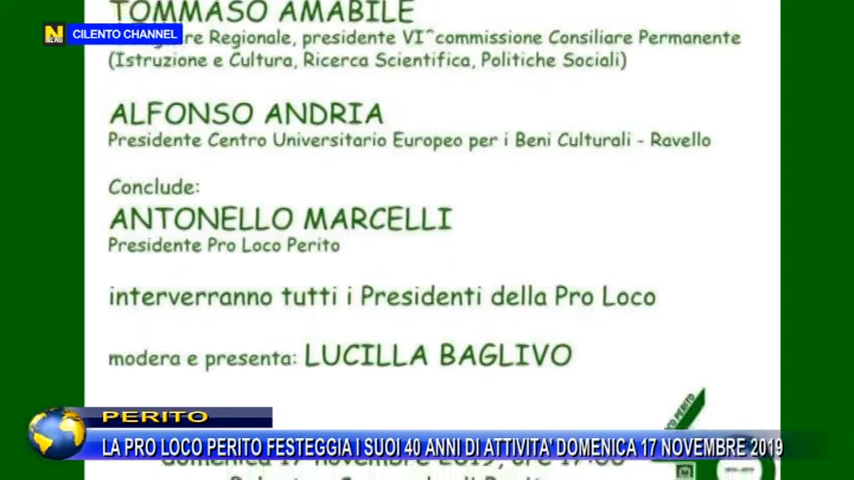 TOMMASO AMABILE
CILENTO CHANNEL
Regionale, presidente VI^commissione Consiliare Permanente
(Istruzione e Cultura, Ricerca Scientifica, Politiche Sociali)
ALFONSO ANDRIA
Presidente Centro Universitario Europeo per i Beni Culturali - Ravello
Conclude:
ANTONELLO MARCELLI
Presidente Pro Loco Perito
interverranno tutti i Presidenti della Pro Loco
modera e presenta: LUCILLA BAGLIVO
PERITO
LA PRO LOCO PERITO FESTEGGIA I SUOI 40 ANNI DI ATTIVITA' DOMENICA 17 NOVEMBRE 2019